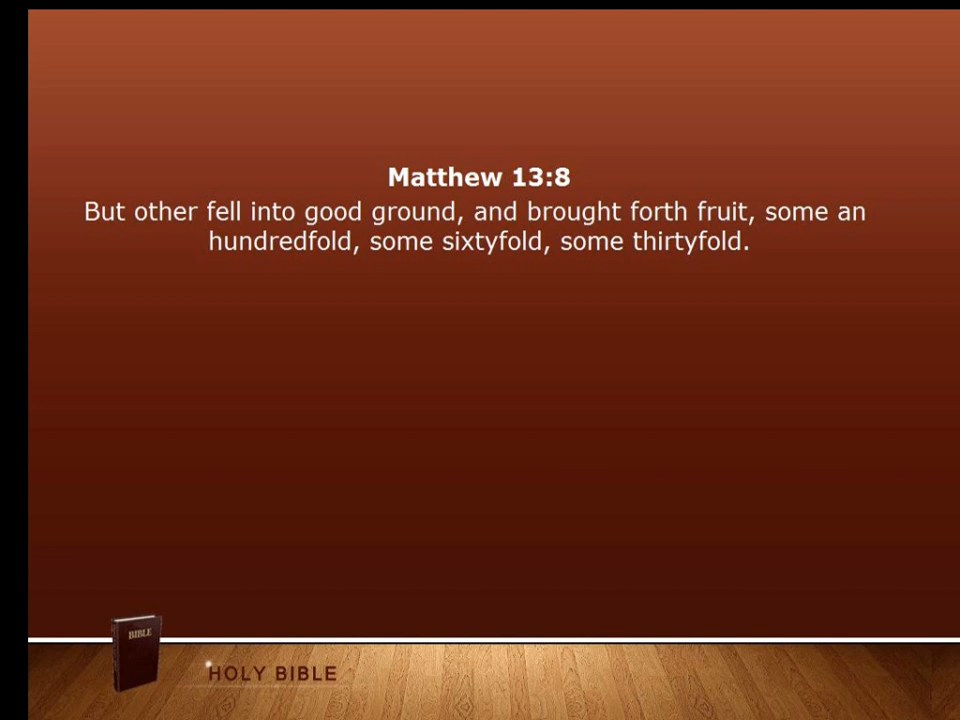 Matthew 13:8
But other fell into good ground, and brought forth fruit, some an
hundredfold, some sixtyfold, some thirtyfold.
BIBLE
HOLY BIBLE